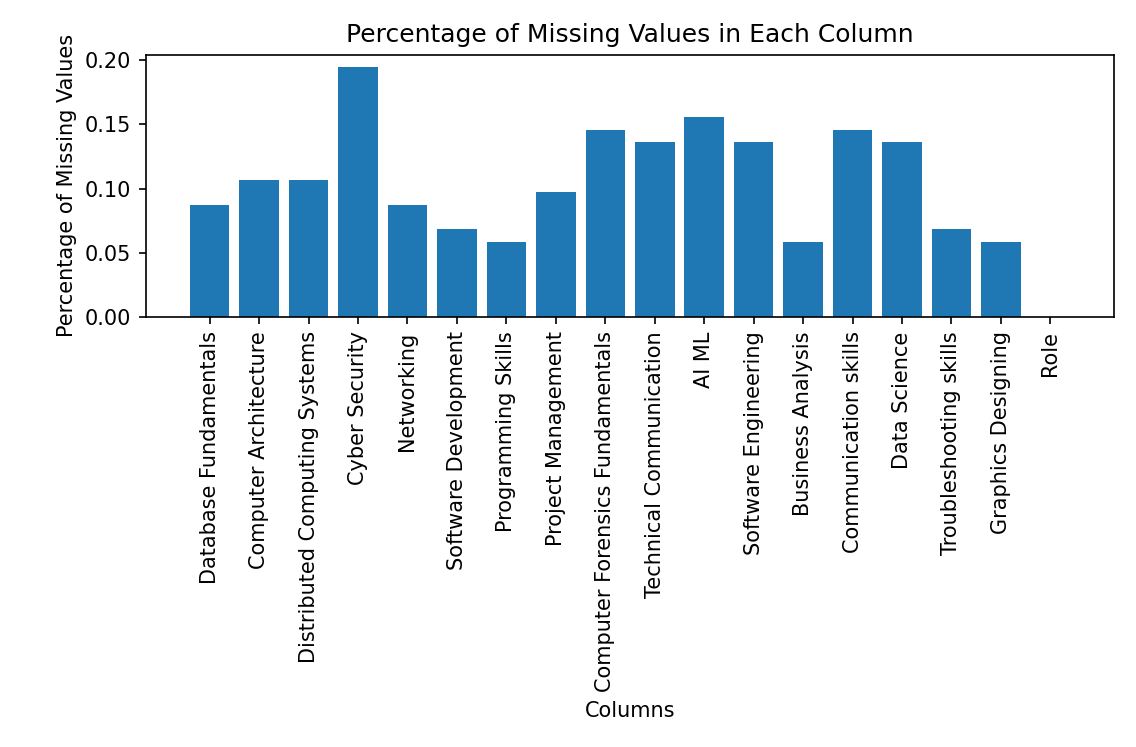 Percentage of Missing Values in Each Column
Percentage of Missing Values
0.20
0.15
0.10
0.05
0.00
Database Fundamentals
Computer Architecture
Distributed Computing Systems
Cyber Security
Networking
Software Development
Programming Skills
Project Management
Computer Forensics Fundamentals
Technical Communication
AI ML
Software Engineering
Business Analysis
Communication skills
Data Science
Troubleshooting skills
Graphics Designing
Role
Columns